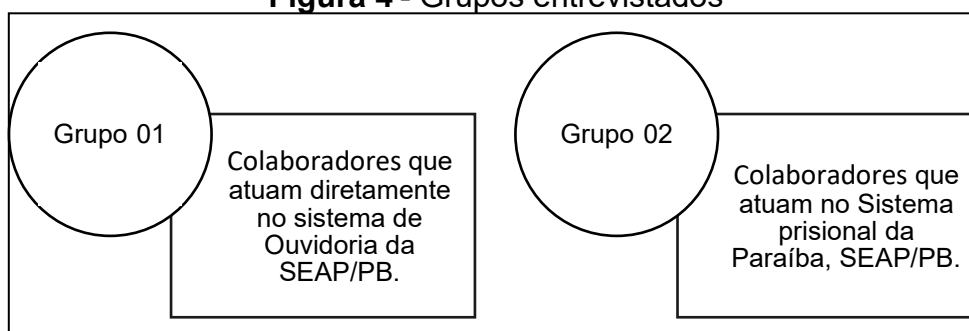 Figura 4 - Grupos entrevistados
Grupo 01
Colaboradores que
atuam diretamente
no sistema de
Ouvidoria da
SEAP/PB.
Grupo 02
Colaboradores que
atuam no Sistema
prisional da
Paraíba, SEAP/PB.